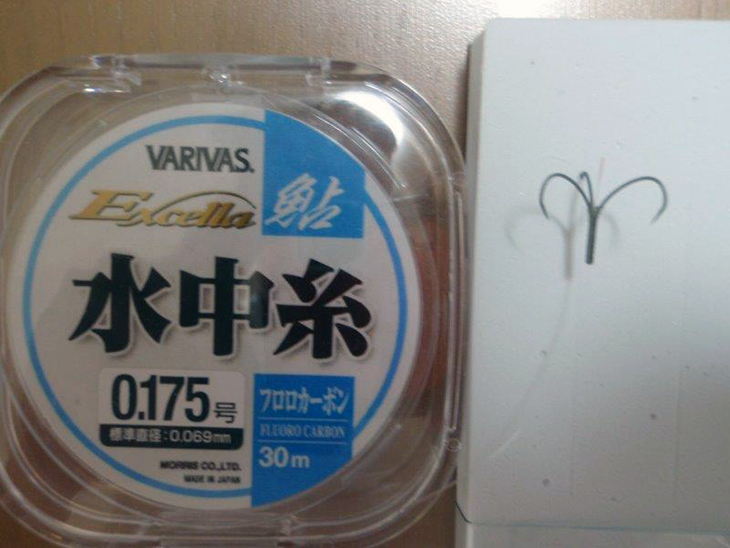 VARIVAS
Excella 鮎
水中糸
0.175号
標準直径:0.069mm
フロロカーボン
FLUORO CARBON
30m
MORRIS CO.,LTD.
MADE IN JAPAN